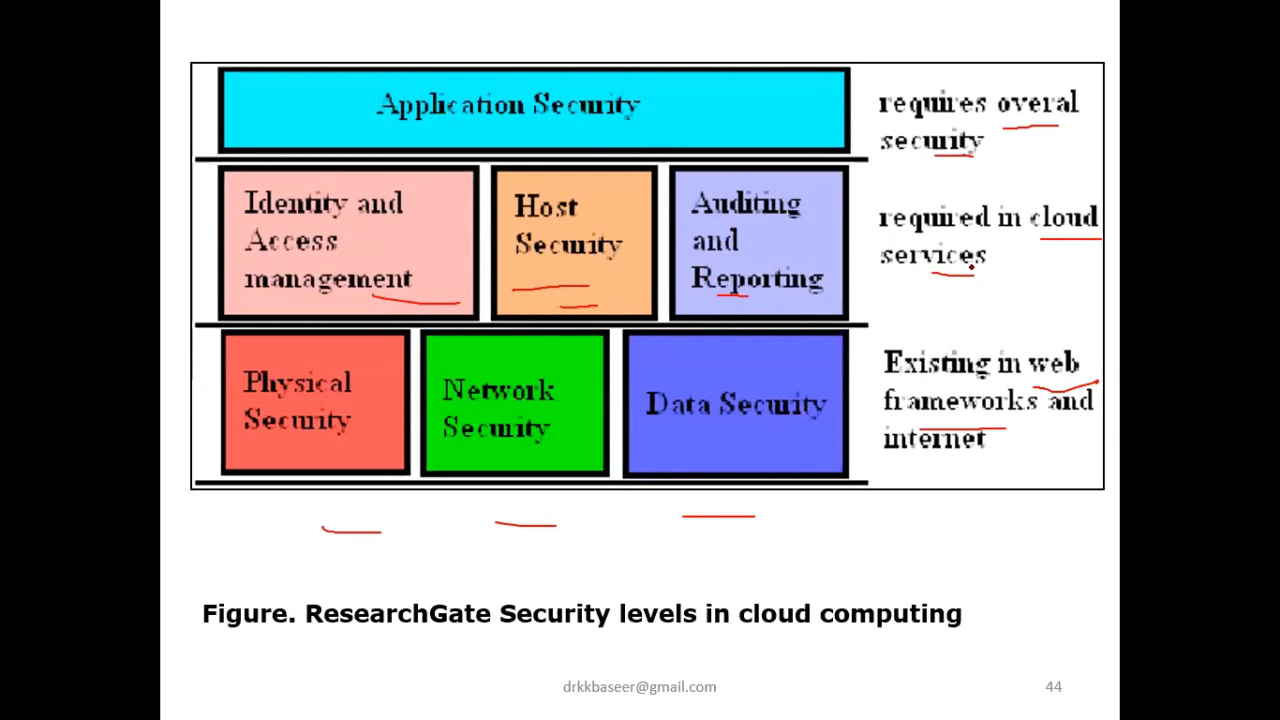 Application Security
requires overal
security
Identity and
Access
management
Host
Security
Auditing
and
Reporting
required in cloud
services
Physical
Security
Network
Security
Data Security
Existing in web
frameworks and
internet
Figure. ResearchGate Security levels in cloud computing
drkkbaseer@gmail.com
44